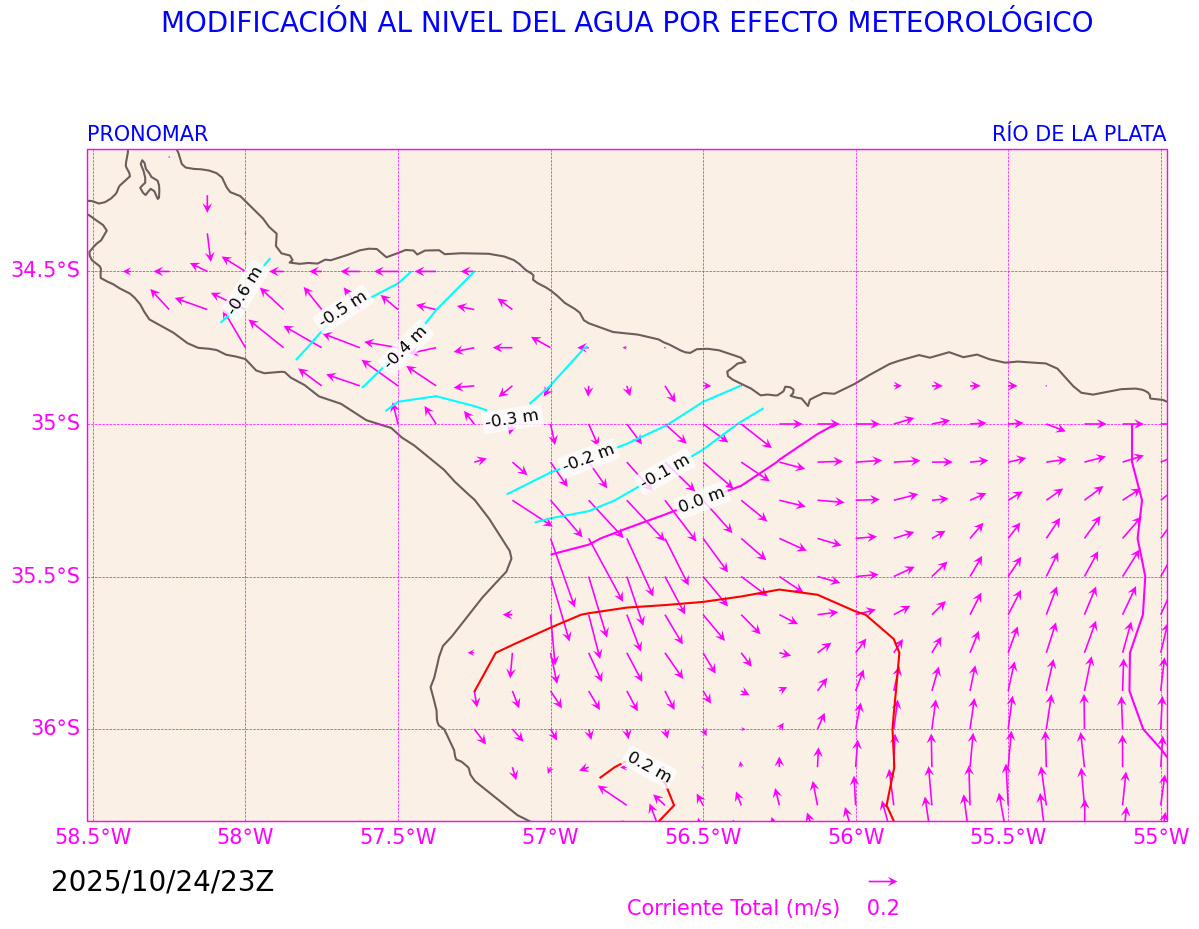 MODIFICACIÓN AL NIVEL DEL AGUA POR EFECTO METEOROLÓGICO
PRONOMAR
RÍO DE LA PLATA
34.5°S
35°S
35.5°S
36°S
-0.6 m
-0.5 m
-0.4 m
-0.3 m
-0.2 m
-0.1 m
0.0 m
0.2 m
58.5°W 58°W 57.5°W 57°W 56.5°W 56°W 55.5°W 55°W
2025/10/24/23Z
Corriente Total (m/s) 0.2